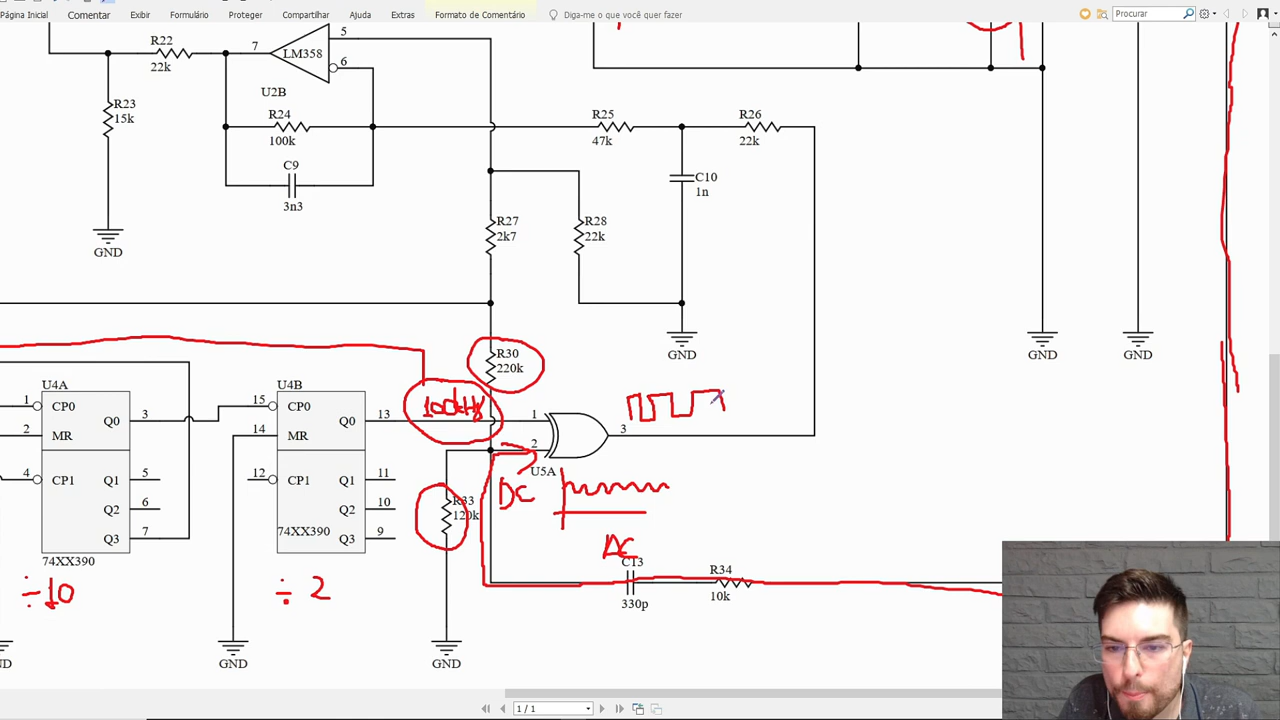 Página Inicial Comentar Exibir Formulário Proteger Compartilhar Ajuda Extras Formato de Comentário Diga-me o que você quer fazer Procurar
R22
22k
7
LM358
5
6
U2B
R23
15k
R24
100k
C9
3n3
R25
47k
R26
22k
C10
1n
R27
2k7
R28
22k
GND
GND
GND
GND
R30
220k
U4A
1
CP0
Q0
3
2
MR
4
CP1
Q1
5
Q2
6
Q3
7
74XX390
÷10
U4B
15
CP0
Q0
13
14
MR
12
CP1
Q1
11
Q2
10
Q3
9
74XX390
÷ 2
100kHz
1
2
3
U5A
DC
R33
120k
DC
C13
330p
R34
10k
ND
GND
GND
1 / 1